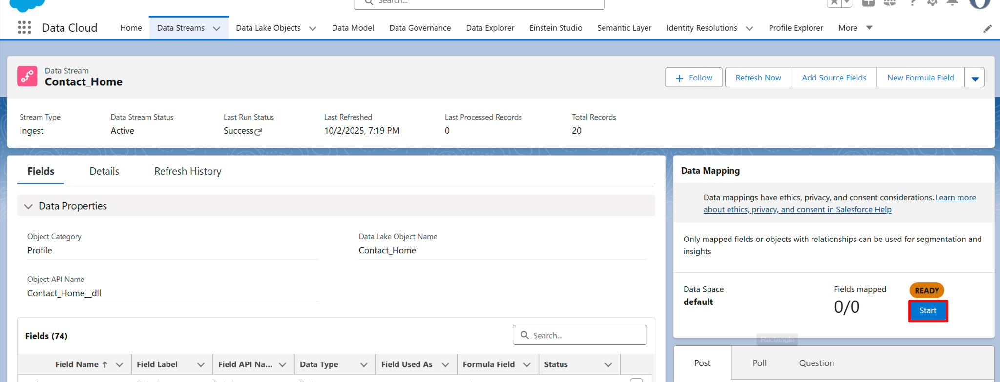 Search...
Data Cloud
Home
Data Streams
Data Lake Objects
Data Model
Data Governance
Data Explorer
Einstein Studio
Semantic Layer
Identity Resolutions
Profile Explorer
More
Data Stream
Contact_Home
Follow
Refresh Now
Add Source Fields
New Formula Field
Stream Type
Ingest
Data Stream Status
Active
Last Run Status
Success
Last Refreshed
10/2/2025, 7:19 PM
Last Processed Records
0
Total Records
20
Fields
Details
Refresh History
Data Properties
Object Category
Profile
Data Lake Object Name
Contact_Home
Object API Name
Contact_Home__dll
Fields (74)
Search...
Field Name
Field Label
Field API Na...
Data Type
Field Used As
Formula Field
Status
Data Mapping
Data mappings have ethics, privacy, and consent considerations. Learn more
about ethics, privacy, and consent in Salesforce Help
Only mapped fields or objects with relationships can be used for segmentation and
insights
Data Space
default
Fields mapped
0/0
READY
Start
Rectangle
Post
Poll
Question